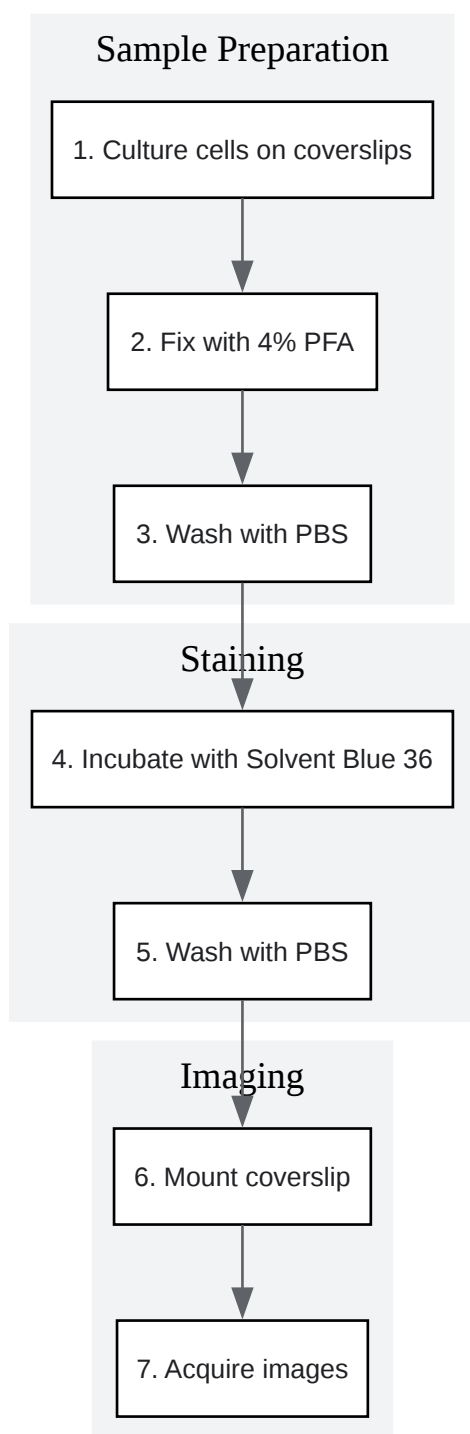 Sample Preparation
1. Culture cells on coverslips
2. Fix with 4% PFA
3. Wash with PBS
Staining
4. Incubate with Solvent Blue 36
5. Wash with PBS
Imaging
6. Mount coverslip
7. Acquire images